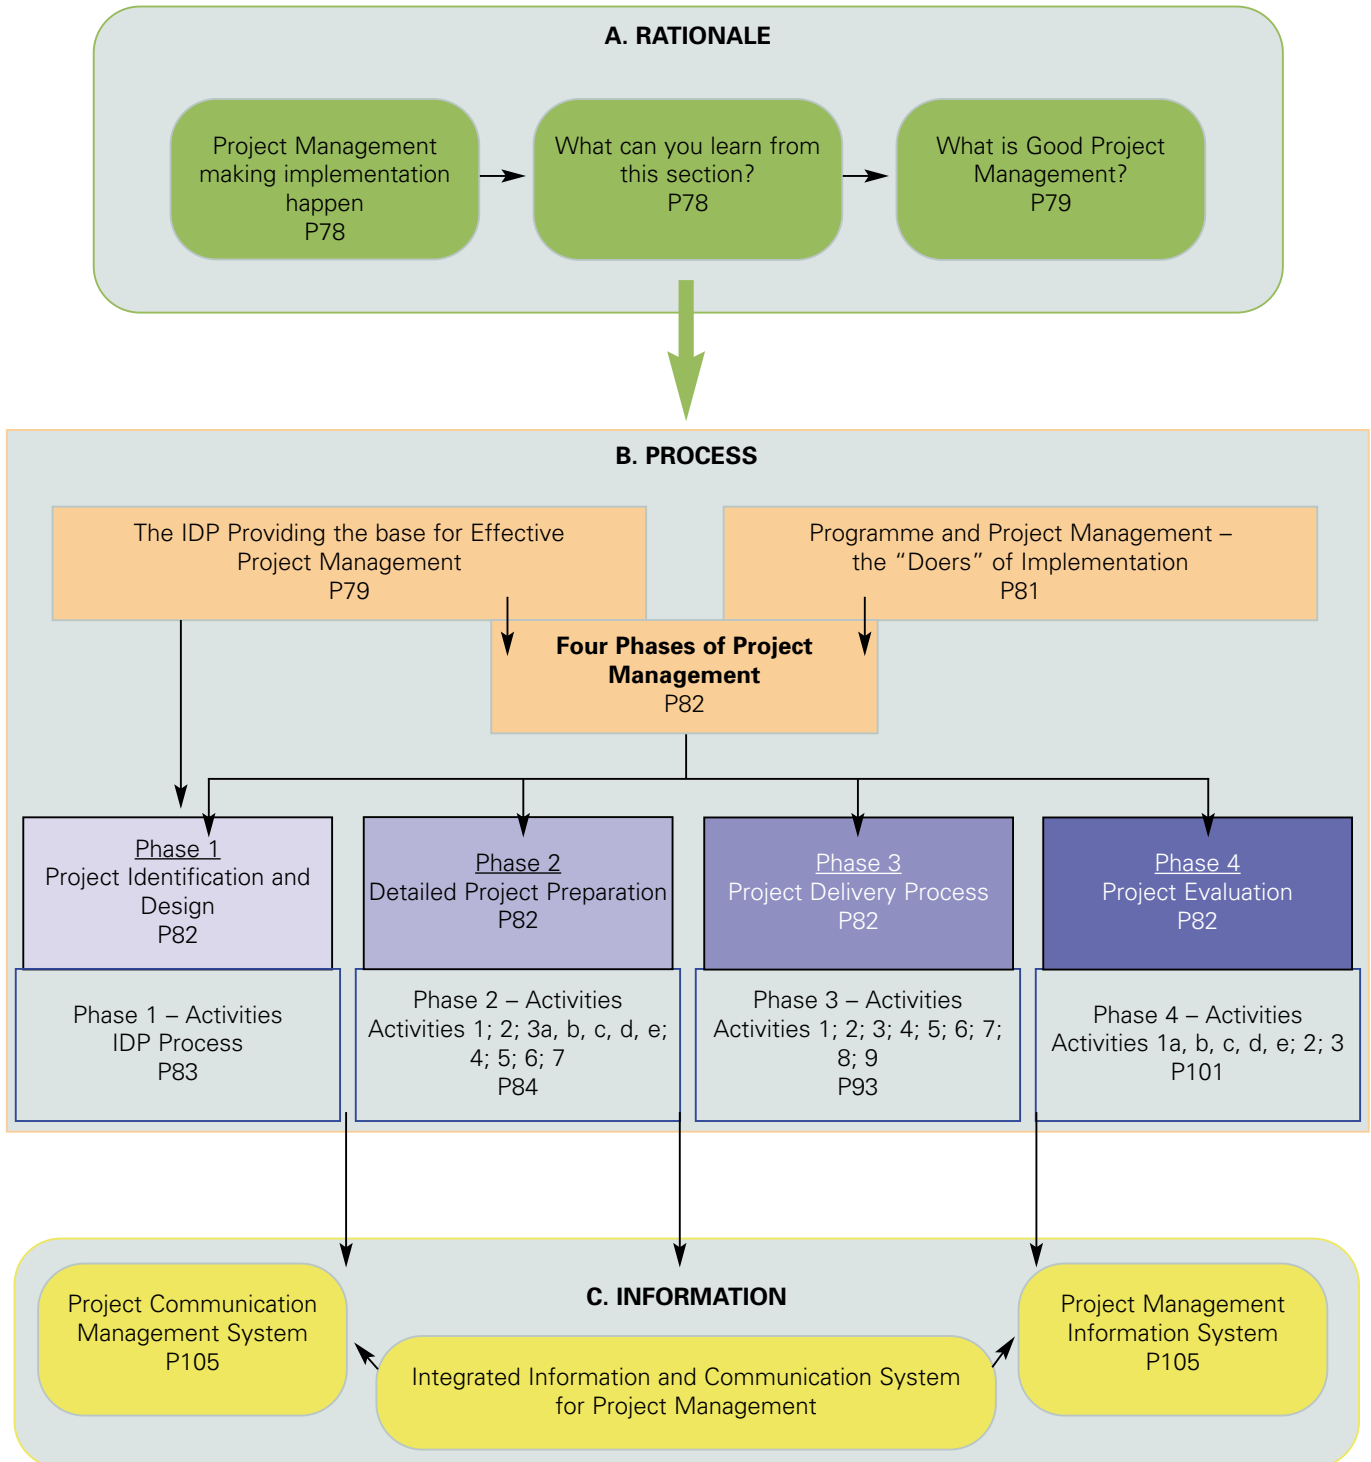 A. RATIONALE
Project Management
making implementation
happen
P78
What can you learn from
this section?
P78
What is Good Project
Management?
P79
B. PROCESS
The IDP Providing the base for Effective
Project Management
P79
Programme and Project Management –
the “Doers” of Implementation
P81
Four Phases of Project
Management
P82
Phase 1
Project Identification and
Design
P82
Phase 2
Detailed Project Preparation
P82
Phase 3
Project Delivery Process
P82
Phase 4
Project Evaluation
P82
Phase 1 – Activities
IDP Process
P83
Phase 2 – Activities
Activities 1; 2; 3a, b, c, d, e;
4; 5; 6; 7
P84
Phase 3 – Activities
Activities 1; 2; 3; 4; 5; 6; 7;
8; 9
P93
Phase 4 – Activities
Activities 1a, b, c, d, e; 2; 3
P101
C. INFORMATION
Project Communication
Management System
P105
Integrated Information and Communication System
for Project Management
Project Management
Information System
P105